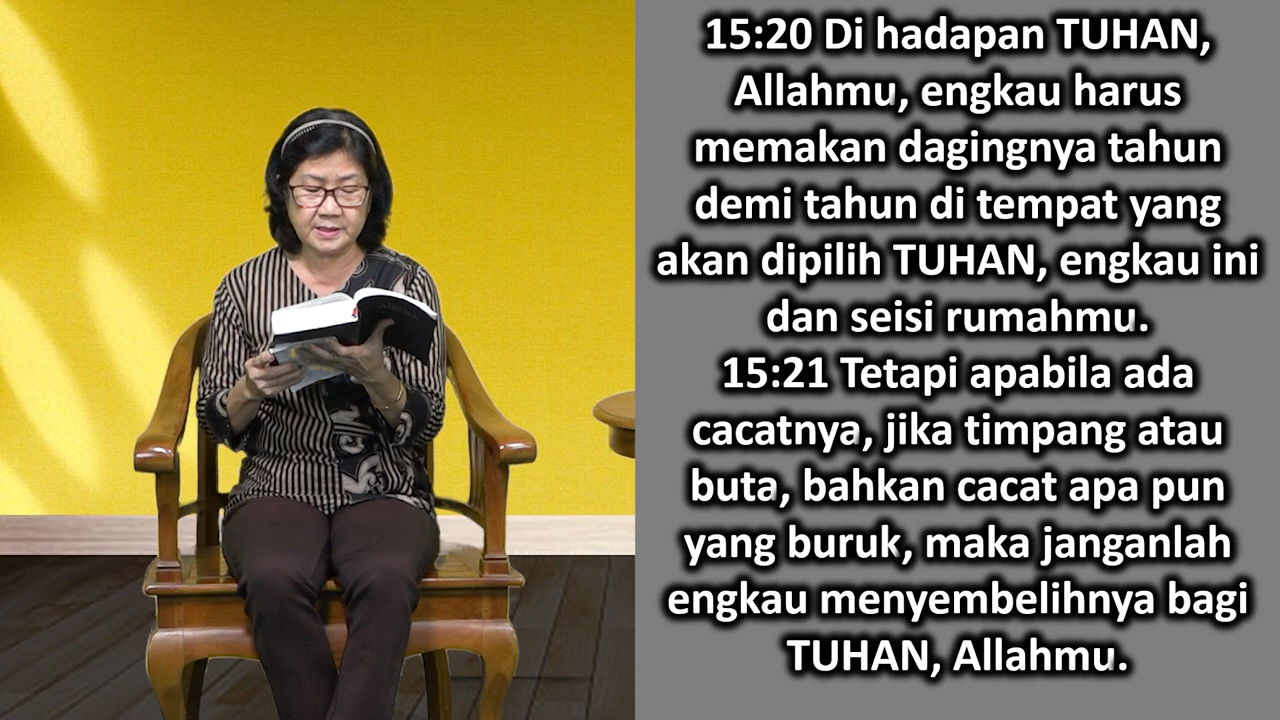 15:20 Di hadapan TUHAN,
Allahmu, engkau harus
memakan dagingnya tahun
demi tahun di tempat yang
akan dipilih TUHAN, engkau ini
dan seisi rumahmu.
15:21 Tetapi apabila ada
cacatnya, jika timpang atau
buta, bahkan cacat apa pun
yang buruk, maka janganlah
engkau menyembelihnya bagi
TUHAN, Allahmu.